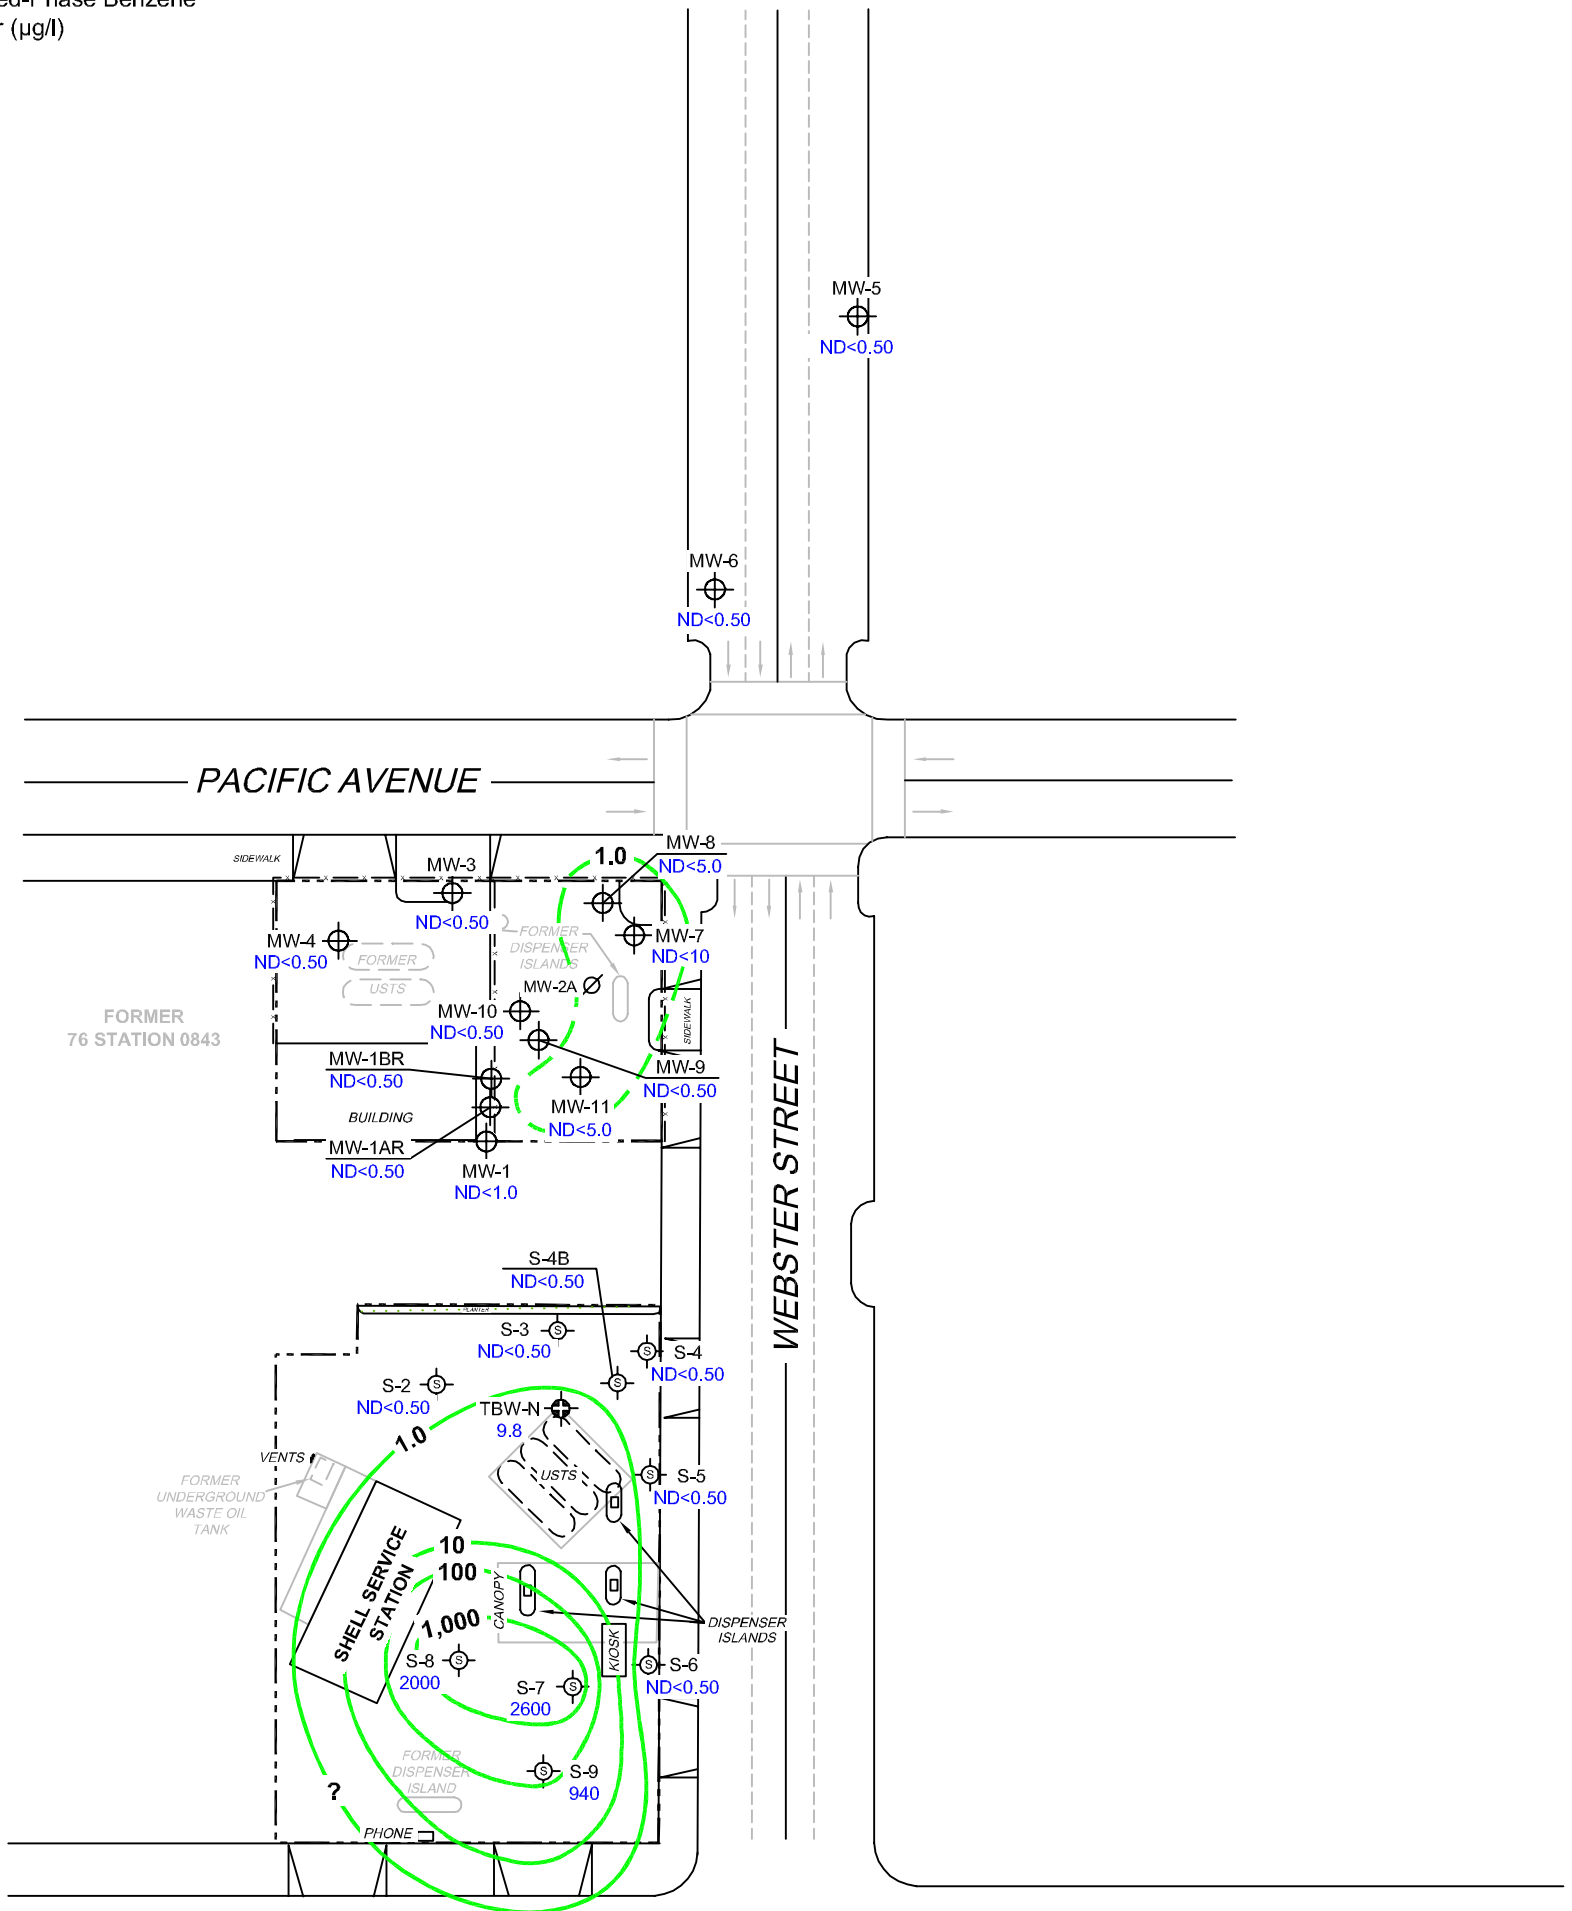 r (µg/l)
MW-5
ND<0.50
MW-6
ND<0.50
PACIFIC AVENUE
SIDEWALK
MW-3
ND<0.50
1.0
MW-8
ND<5.0
MW-4
ND<0.50
FORMER
USTS
FORMER
DISPENSER
ISLANDS
MW-7
ND<10
MW-2A
MW-10
ND<0.50
SIDEWALK
FORMER
76 STATION 0843
MW-1BR
ND<0.50
MW-9
ND<0.50
BUILDING
MW-11
ND<5.0
MW-1AR
ND<0.50
MW-1
ND<1.0
WEBSTER STREET
S-4B
ND<0.50
PLANTER
S-3
ND<0.50
S
S-4
ND<0.50
S
S-2
ND<0.50
S
S
TBW-N
9.8
1.0
VENTS
FORMER
UNDERGROUND
WASTE OIL
TANK
USTS
S-5
ND<0.50
S
SHELL SERVICE
STATION
10
100
1,000
CANOPY
KIOSK
DISPENSER
ISLANDS
S-8
2000
S
S-7
2600
S
S-6
ND<0.50
S
FORMER
DISPENSER
ISLAND
S-9
940
S
?
PHONE